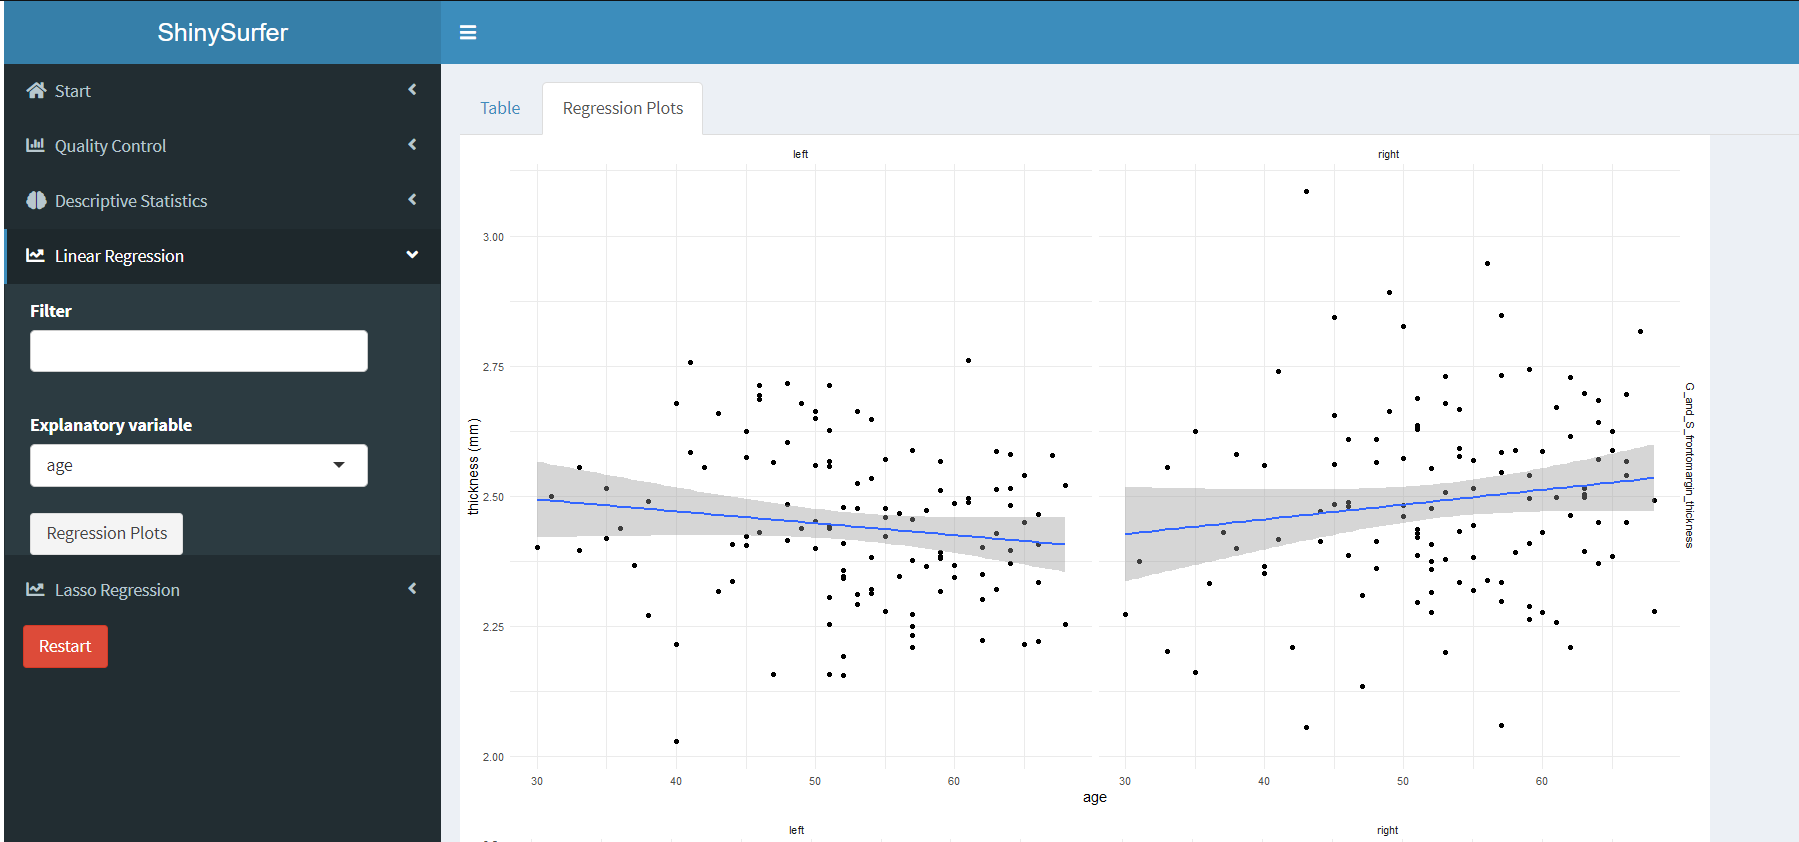 ShinySurfer
Start
Quality Control
Descriptive Statistics
Linear Regression
Filter
Explanatory variable
age
Regression Plots
Lasso Regression
Restart
Table
Regression Plots
left
right
3.00
2.75
2.50
2.25
2.00
thickness (mm)
G_and_S_frontomargin_thickness
30
40
50
60
30
40
50
60
age
left
right